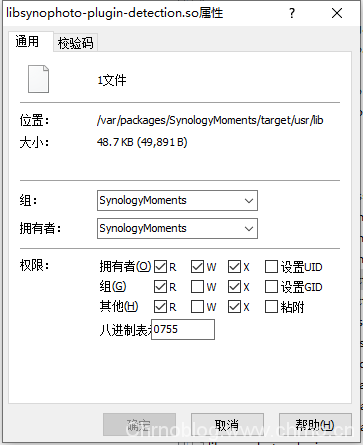 libsynophoto-plugin-detection.so属性 ? ×
通用 校验码
1文件
位置： /var/packages/SynologyMoments/target/usr/lib
大小： 48.7 KB (49,891 B)
组： SynologyMoments
拥有者： SynologyMoments
权限： 拥有者(O) R W X 设置UID
组(G) R W X 设置GID
其他(H) R W X 粘附
八进制表 0755
确定 取消 帮助(H)